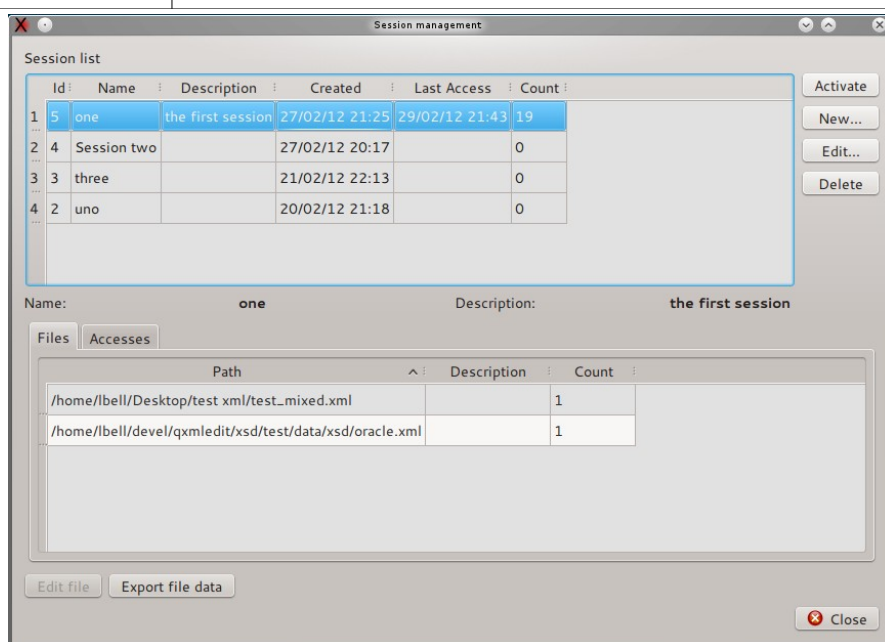 Session management
Session list
Id Name Description Created Last Access Count
1 5 one the first session 27/02/12 21:25 29/02/12 21:43 19
2 4 Session two 27/02/12 20:17 0
3 3 three 21/02/12 22:13 0
4 2 uno 20/02/12 21:18 0
Activate
New...
Edit...
Delete
Name: one Description: the first session
Files Accesses
Path Description Count
/home/lbell/Desktop/test xml/test_mixed.xml 1
/home/lbell/devel/qxmledit/xsd/test/data/xsd/oracle.xml 1
Edit file Export file data
Close